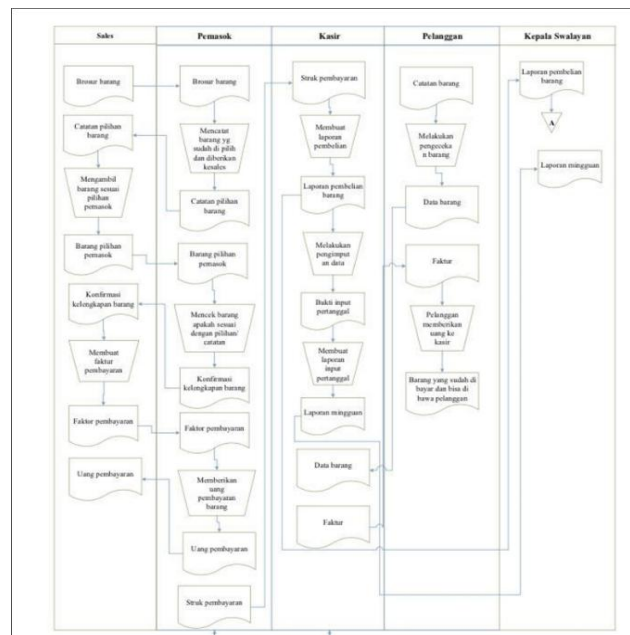 Sales
Pemasok
Kasir
Pelanggan
Kepala Swalayan
Brosur barang
Catatan pilihan
barang
Mengambil
barang sesuai
pilihan
pemasok
Barang pilihan
pemasok
Konfirmasi
kelengkapan barang
Membuat
faktur
pembayaran
Faktor pembayaran
Uang pembayaran
Brosur barang
Mencatat
barang yg
sudah di pilih
dan diberikan
kesales
Catatan pilihan
barang
Barang pilihan
pemasok
Mencek barang
apakah sesuai
dengan pilihan/
catatan
Konfirmasi
kelengkapan barang
Faktor pembayaran
Memberikan
uang
pembayaran
barang
Uang pembayaran
Struk pembayaran
Struk pembayaran
Membuat
laporan
pembelian
Laporan pembelian
barang
Melakukan
pengimput
an data
Bukti input
pertanggal
Membuat
laporan
input
pertanggal
Laporan mingguan
Data barang
Faktur
Catatan barang
Melakukan
pengeceka
n barang
Data barang
Faktur
Pelanggan
memberikan
uang ke
kasir
Barang yang sudah di
bayar dan bisa di
bawa pelanggan
Laporan pembelian
barang
A
Laporan mingguan